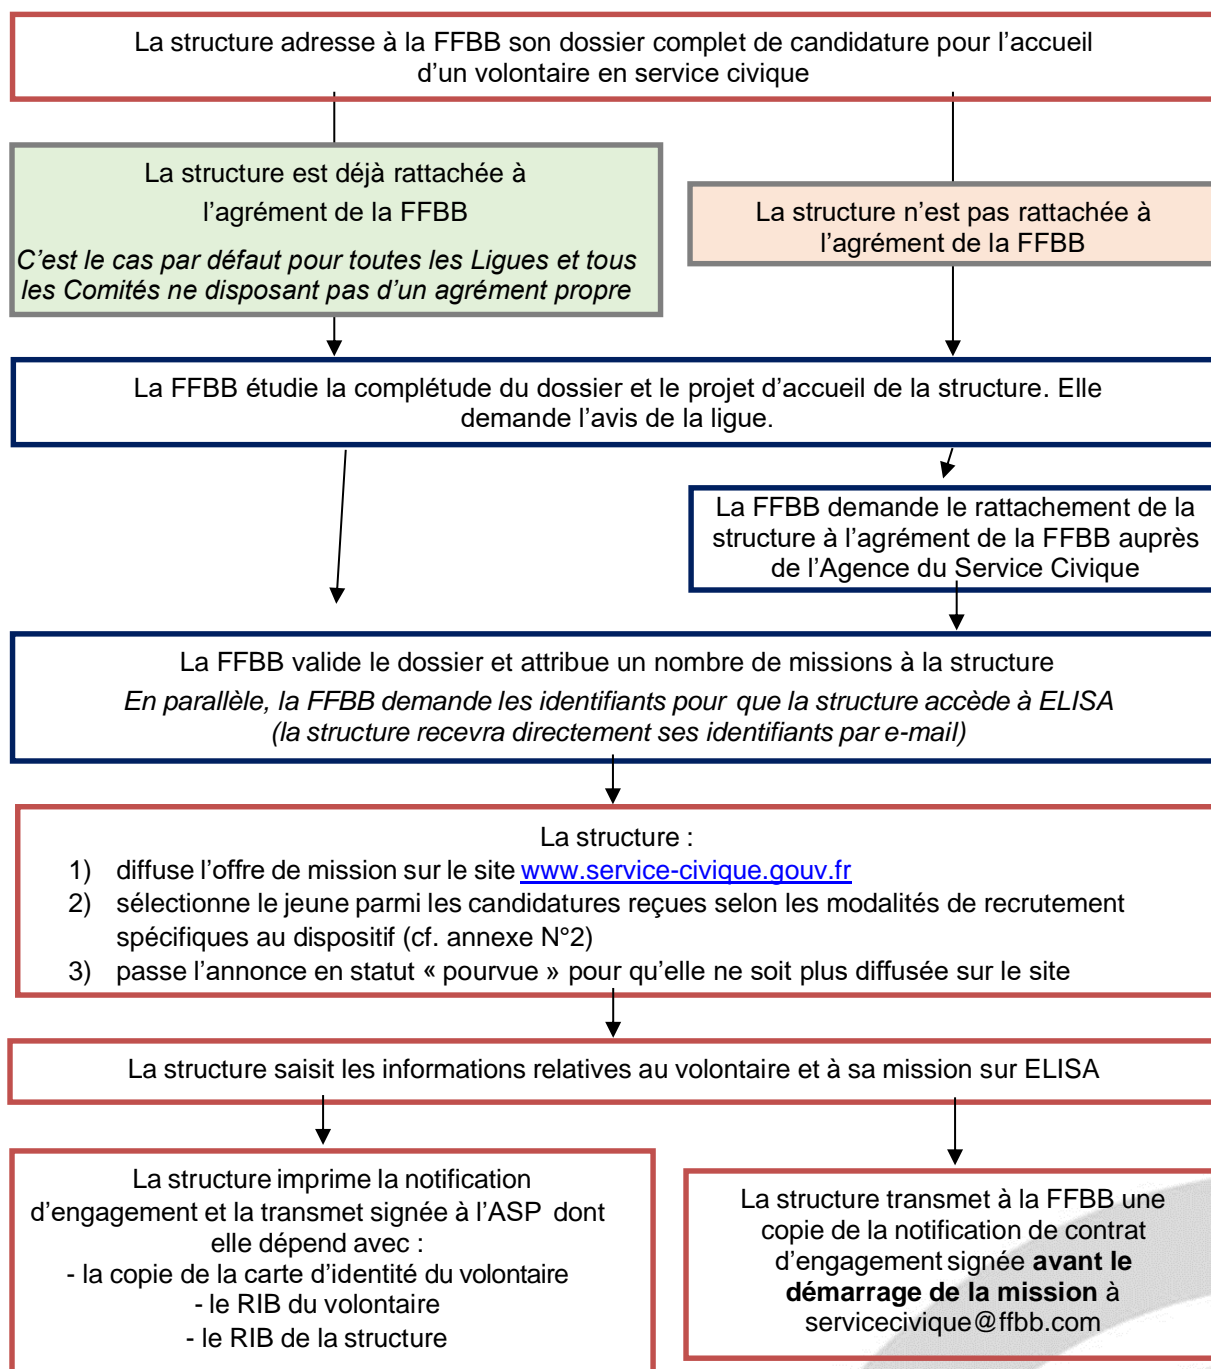 La structure adresse à la FFBB son dossier complet de candidature pour l’accueil
d’un volontaire en service civique
La structure est déjà rattachée à
l’agrément de la FFBB
C’est le cas par défaut pour toutes les Ligues et tous
les Comités ne disposant pas d’un agrément propre
La structure n’est pas rattachée à
l’agrément de la FFBB
La FFBB étudie la complétude du dossier et le projet d’accueil de la structure. Elle
demande l’avis de la ligue.
La FFBB demande le rattachement de la
structure à l’agrément de la FFBB auprès
de l’Agence du Service Civique
La FFBB valide le dossier et attribue un nombre de missions à la structure
En parallèle, la FFBB demande les identifiants pour que la structure accède à ELISA
(la structure recevra directement ses identifiants par e-mail)
La structure :
1) diffuse l’offre de mission sur le site www.service-civique.gouv.fr
2) sélectionne le jeune parmi les candidatures reçues selon les modalités de recrutement
spécifiques au dispositif (cf. annexe N°2)
3) passe l’annonce en statut « pourvue » pour qu’elle ne soit plus diffusée sur le site
La structure saisit les informations relatives au volontaire et à sa mission sur ELISA
La structure imprime la notification
d’engagement et la transmet signée à l’ASP dont
elle dépend avec :
- la copie de la carte d’identité du volontaire
- le RIB du volontaire
- le RIB de la structure
La structure transmet à la FFBB une
copie de la notification de contrat
d’engagement signée avant le
démarrage de la mission à
servicecivique@ffbb.com